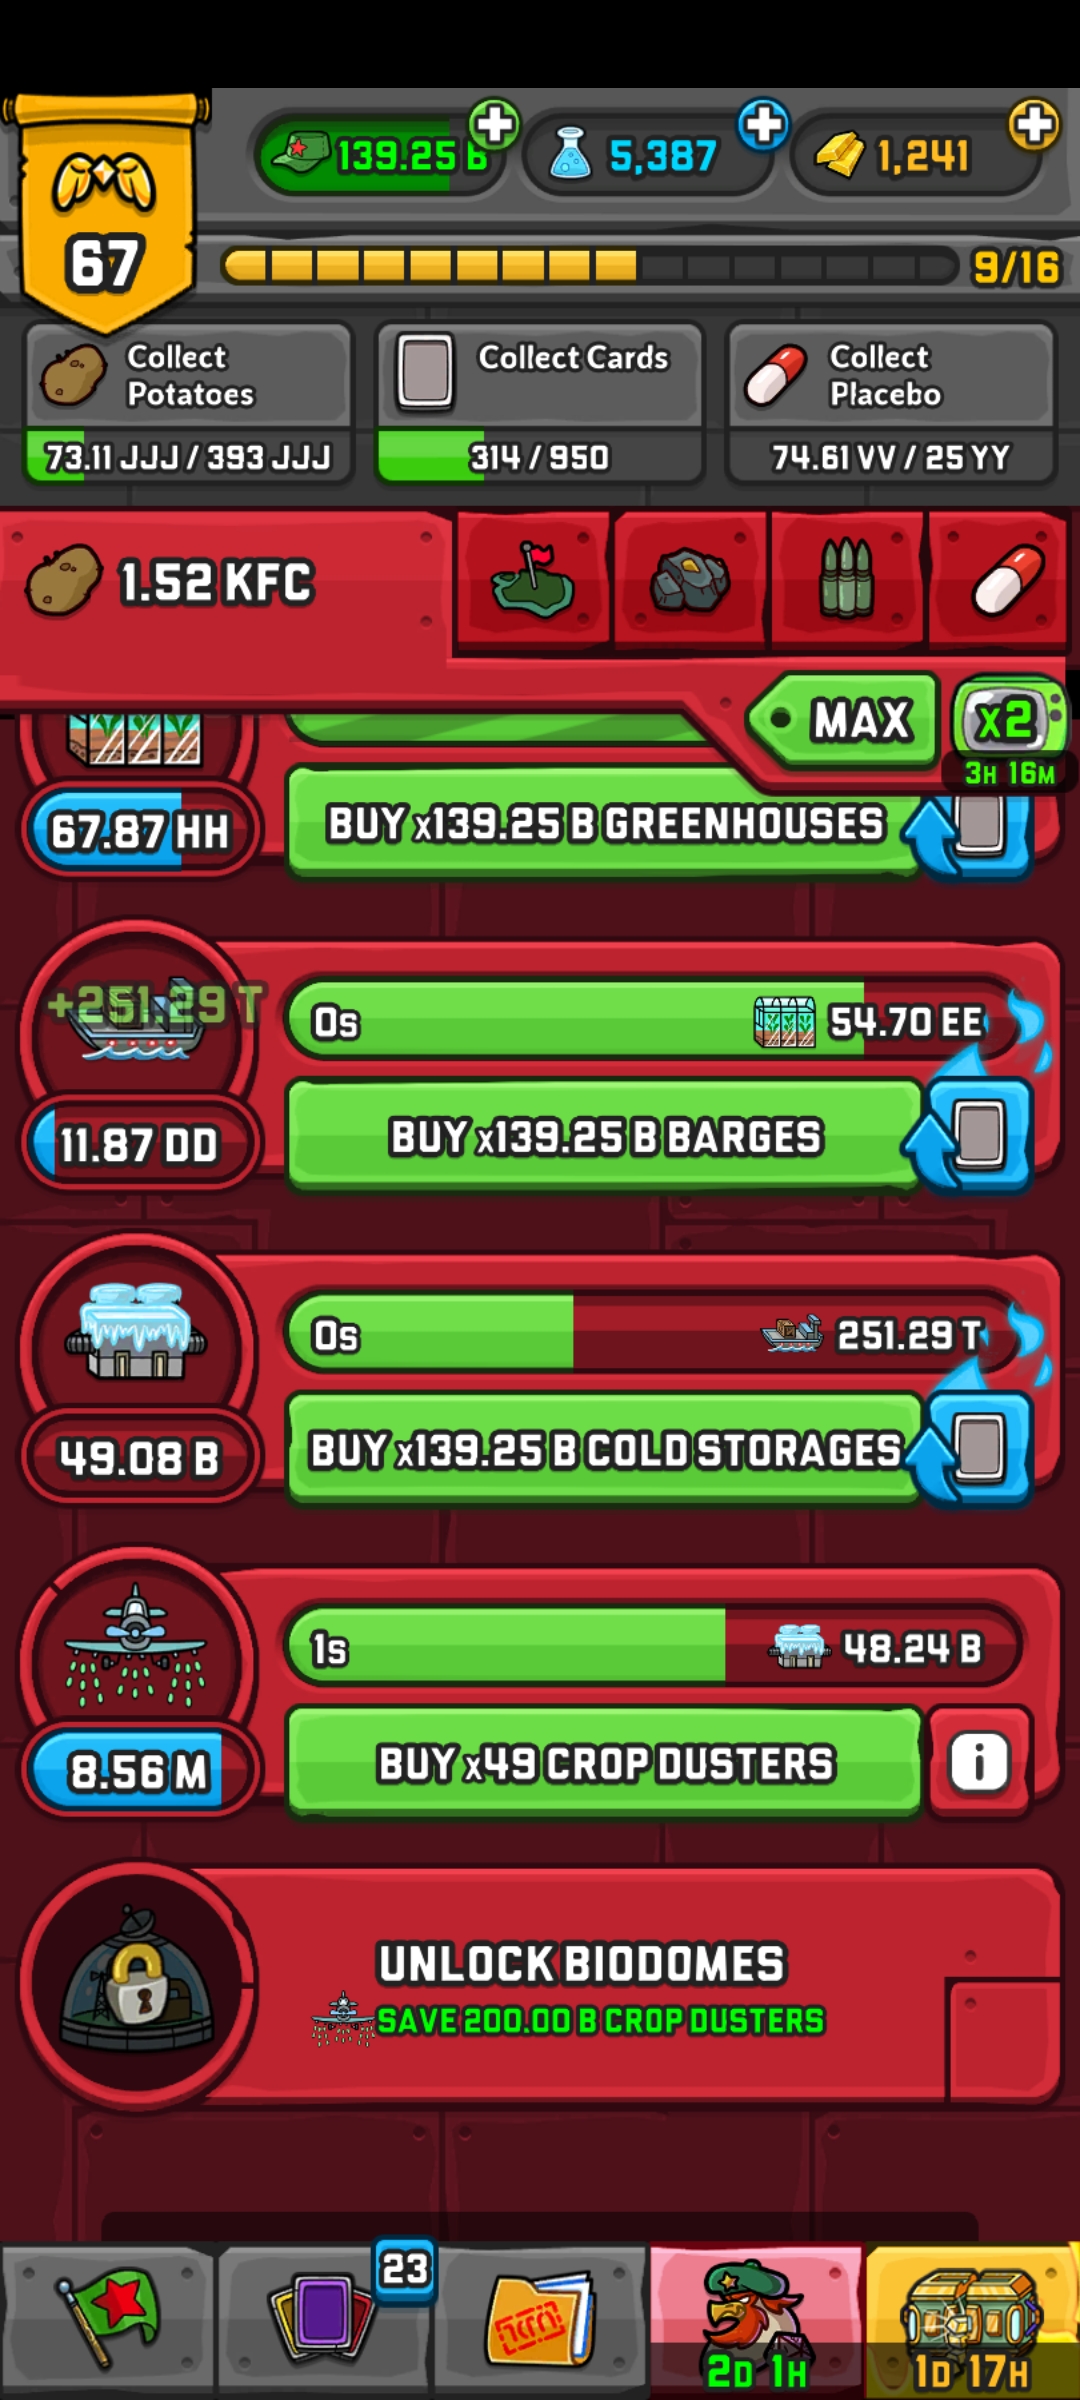 139.25 B
5,387
1,241
67
9/16
Collect
Potatoes
73.11 JJJ / 393 JJJ
Collect Cards
314 / 950
Collect
Placebo
74.61 VV / 25 YY
1.52 KFC
MAX
x2
3H 16M
67.87 HH
BUY x139.25 B GREENHOUSES
+251.29 T
0s
54.70 EE
11.87 DD
BUY x139.25 B BARGES
0s
251.29 T
49.08 B
BUY x139.25 B COLD STORAGES
1s
48.24 B
8.56 M
BUY x49 CROP DUSTERS
i
UNLOCK BIODOMES
SAVE 200.00 B CROP DUSTERS
23
2D 1H
1D 17H